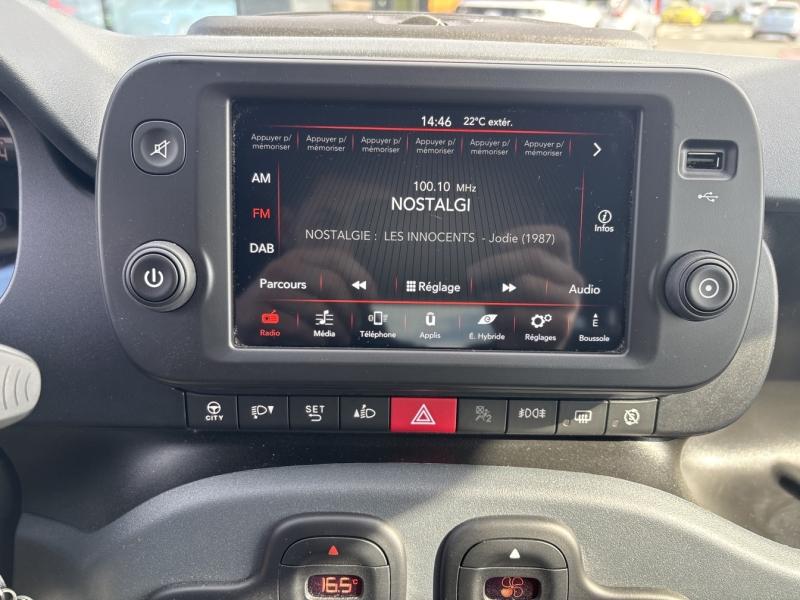 14:46 22°C extér.
Appuyer p/ mémoriser Appuyer p/ mémoriser Appuyer p/ mémoriser Appuyer p/ mémoriser Appuyer p/ mémoriser Appuyer p/ mémoriser
AM
100.10 MHz
NOSTALGI
FM
Infos
NOSTALGIE : LES INNOCENTS - Jodie (1987)
DAB
Parcours Réglage Audio
Radio Média Téléphone Applis É. Hybride Réglages Boussole
E
CITY SET
16.5°C